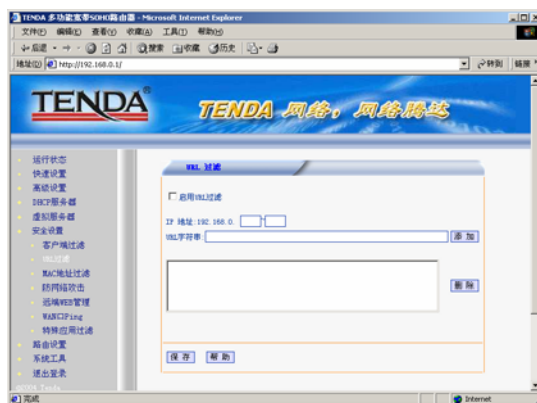 TENDA 多功能宽带SOHO路由器 - Microsoft Internet Explorer
文件(F) 编辑(E) 查看(V) 收藏(A) 工具(T) 帮助(H)
后退 搜索 收藏 历史
地址(D) http://192.168.0.1/ 转到 链接
TENDA®
TENDA 网络，网络腾达
运行状态
快速设置
高级设置
DHCP服务器
虚拟服务器
安全设置
客户端过滤
URL过滤
MAC地址过滤
防网络攻击
远端WEB管理
WAN口Ping
特殊应用过滤
路由设置
系统工具
退出登录
©2004 Tenda
URL 过滤
启用URL过滤
IP 地址:192.168.0. ~
URL字符串: 添加
删除
保存 帮助
完成 Internet